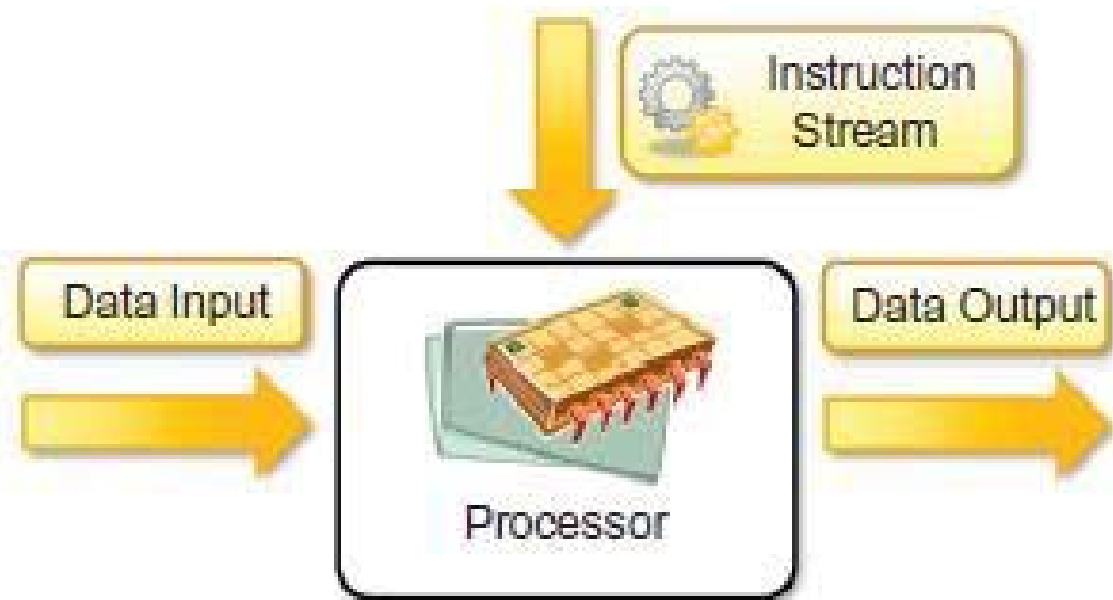 Instruction
Stream
Data Input
Data Output
Processor